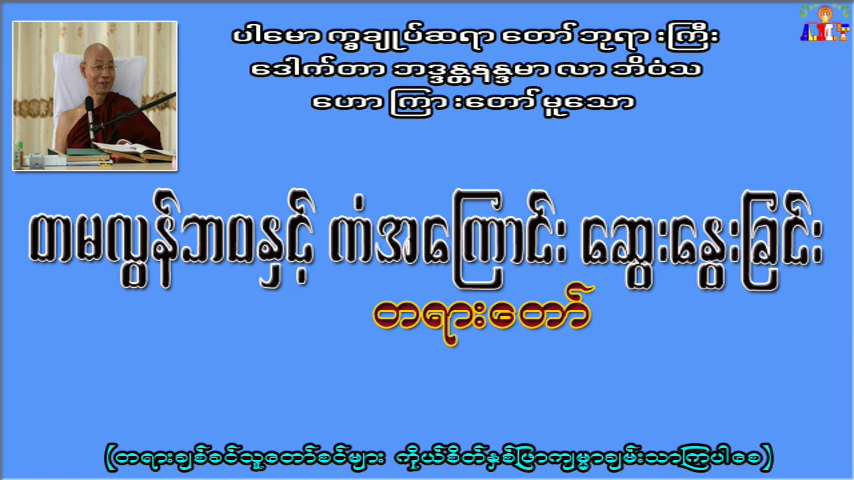 ပါမောက္ခချုပ်ဆရာတော်ဘုရားကြီး
ဒေါက်တာ ဘဒ္ဒန္တနန္ဒမာလာဘိဝံသ
ဟောကြားတော်မူသော
တမလွန်ဘဝနှင့် ကံအကြောင်း ဆွေးနွေးခြင်း
တရားတော်
(တရားချစ်ခင်သူတော်စင်များ ကိုယ်စိတ်နှစ်ဖြာကျမ္မာချမ်းသာကြပါစေ)